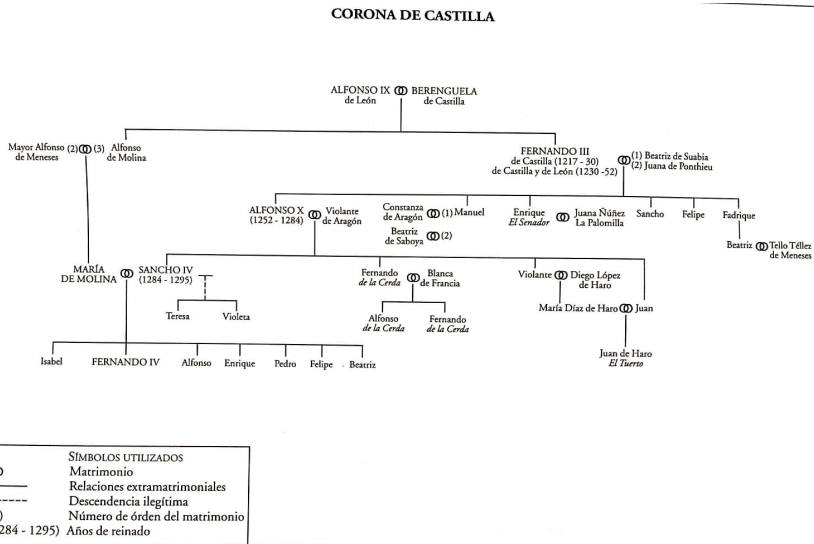 CORONA DE CASTILLA
ALFONSO IX BERENGUELA
de León de Castilla
Mayor Alfonso (2) (3) Alfonso
de Meneses de Molina
FERNANDO III
de Castilla (1217 - 30)
de Castilla y de León (1230 -52)
(1) Beatriz de Suabia
(2) Juana de Ponthieu
ALFONSO X
(1252 - 1284)
Violante
de Aragón
Constanza
de Aragón
(1) Manuel
Beatriz
de Saboya
(2)
Enrique
El Senador
Juana Ñúñez
La Palomilla
Sancho
Felipe
Fadrique
Beatriz
Tello Téllez
de Meneses
MARÍA
DE MOLINA
SANCHO IV
(1284 - 1295)
Teresa
Violeta
Fernando
de la Cerda
Blanca
de Francia
Alfonso
de la Cerda
Fernando
de la Cerda
Violante
Diego López
de Haro
María Díaz de Haro
Juan
Juan de Haro
El Tuerto
Isabel
FERNANDO IV
Alfonso
Enrique
Pedro
Felipe
Beatriz
SÍMBOLOS UTILIZADOS
Matrimonio
Relaciones extramatrimoniales
Descendencia ilegítima
) Número de órden del matrimonio
284 - 1295) Años de reinado